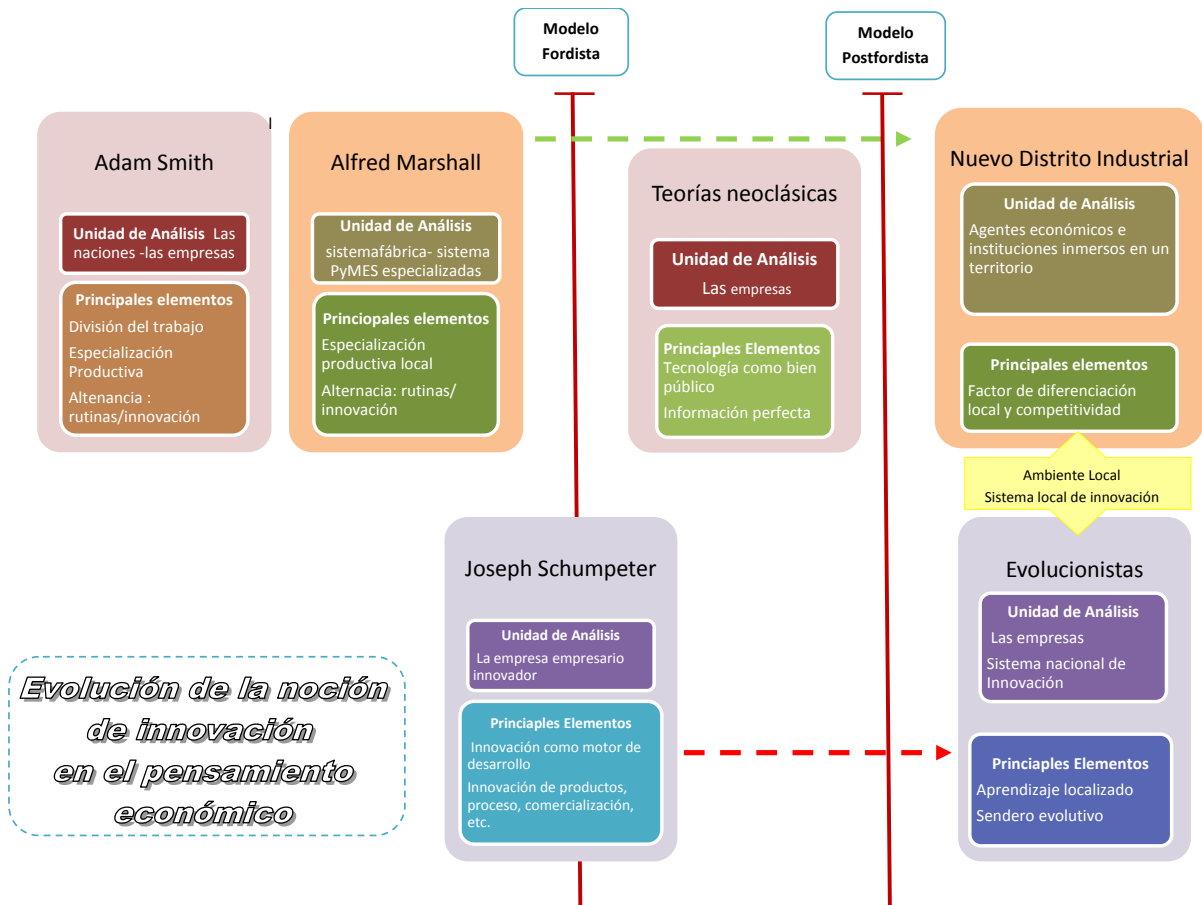 Modelo
Fordista
Modelo
Postfordista
Adam Smith
Unidad de Análisis Las
naciones -las empresas
Principales elementos
División del trabajo
Especialización
Productiva
Altenancia :
rutinas/innovación
Alfred Marshall
Unidad de Análisis
sistemafábrica- sistema
PyMES especializadas
Princiopales elementos
Especialización
productiva local
Alternacia: rutinas/
innovación
Teorías neoclásicas
Unidad de Análisis
Las empresas
Princiaples Elementos
Tecnología como bien
público
Información perfecta
Nuevo Distrito Industrial
Unidad de Análisis
Agentes económicos e
instituciones inmersos en un
territorio
Principales elementos
Factor de diferenciación
local y competitividad
Ambiente Local
Sistema local de innovación
Joseph Schumpeter
Unidad de Análisis
La empresa empresario
innovador
Princiaples Elementos
Innovación como motor de
desarrollo
Innovación de productos,
proceso, comercialización,
etc.
Evolucionistas
Unidad de Análisis
Las empresas
Sistema nacional de
Innovación
Princiaples Elementos
Aprendizaje localizado
Sendero evolutivo
Evolución de la noción
de innovación
en el pensamiento
económico